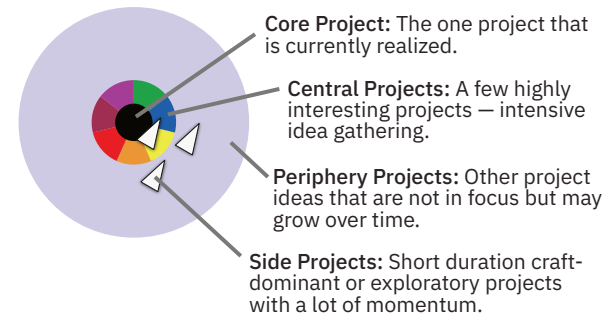 Core Project: The one project that
is currently realized.
Central Projects: A few highly
interesting projects — intensive
idea gathering.
Periphery Projects: Other project
ideas that are not in focus but may
grow over time.
Side Projects: Short duration craft-
dominant or exploratory projects
with a lot of momentum.